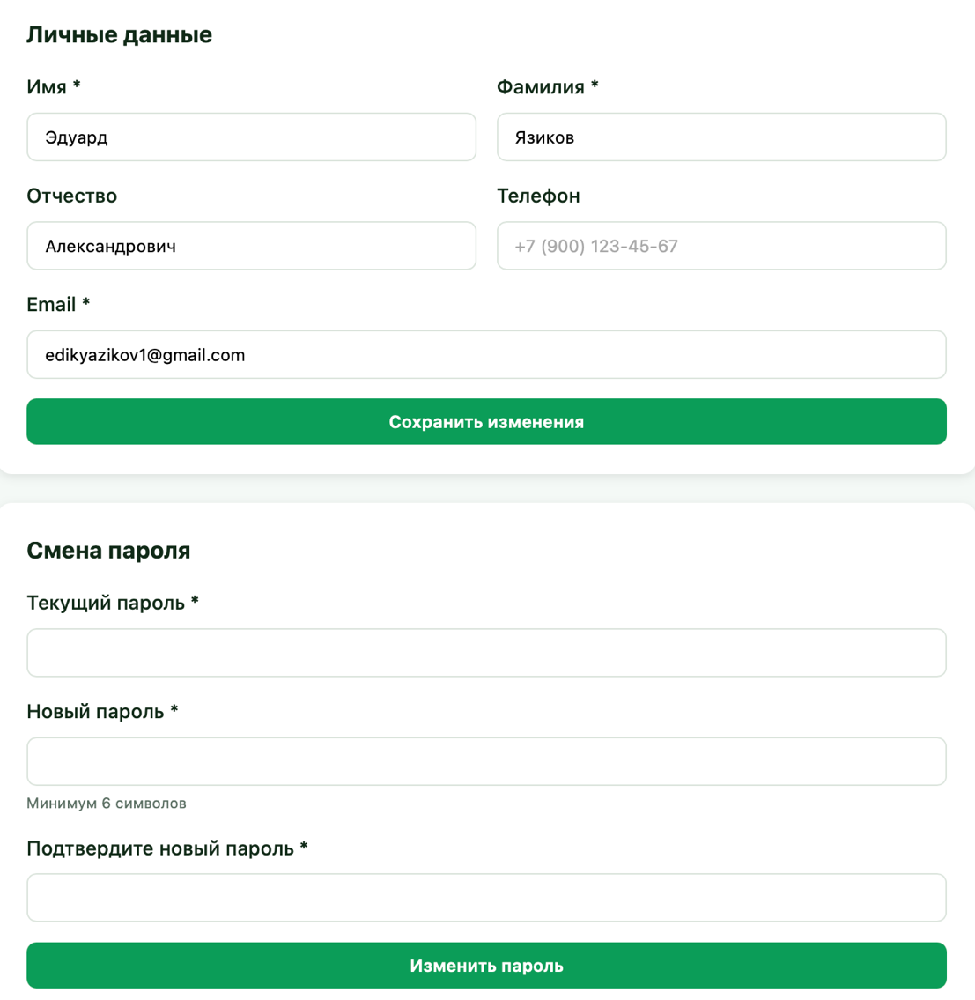 Личные данные
Имя * Фамилия *
Эдуард Язиков
Отчество Телефон
Александрович +7 (900) 123-45-67
Email *
edikyazikov1@gmail.com
Сохранить изменения
Смена пароля
Текущий пароль *
Новый пароль *
Минимум 6 символов
Подтвердите новый пароль *
Изменить пароль